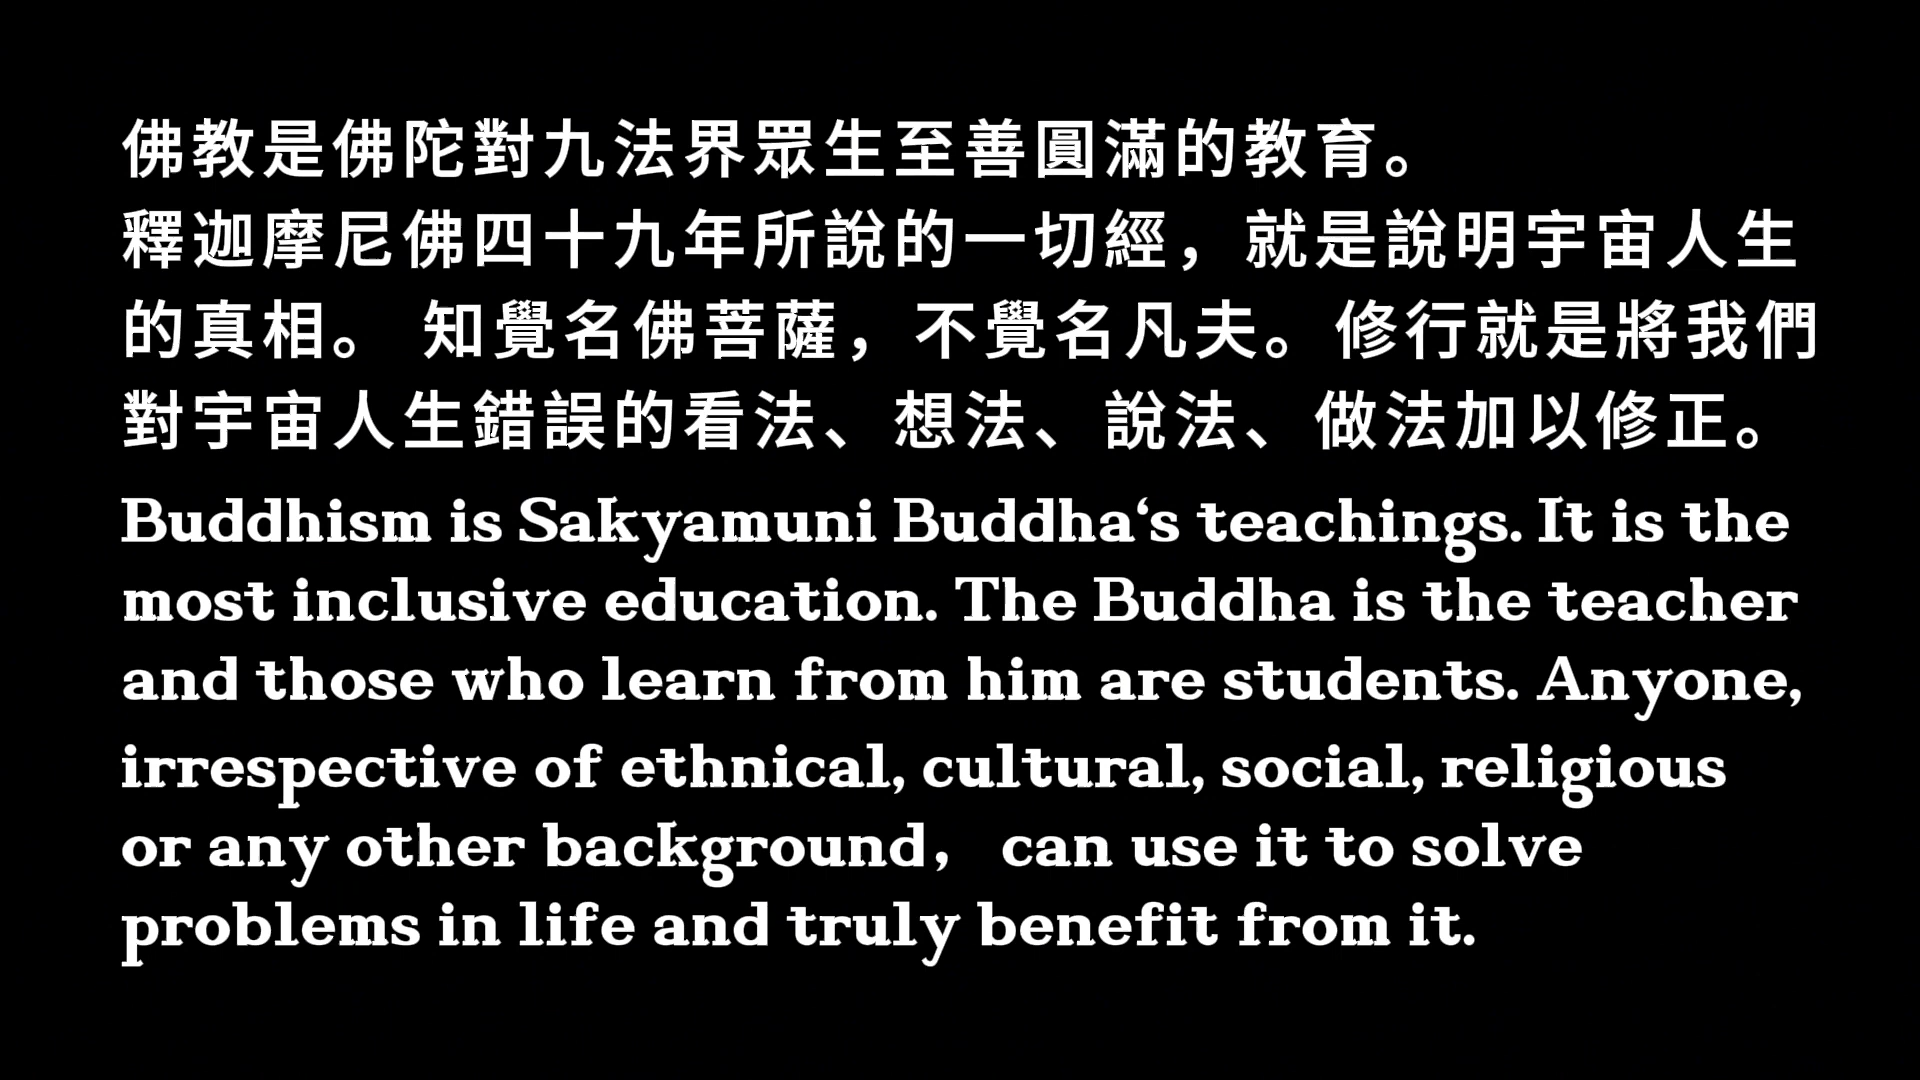 佛教是佛陀對九法界眾生至善圓滿的教育。
釋迦摩尼佛四十九年所說的一切經，就是說明宇宙人生
的真相。 知覺名佛菩薩，不覺名凡夫。修行就是將我們
對宇宙人生錯誤的看法、想法、說法、做法加以修正。
Buddhism is Sakyamuni Buddha‘s teachings. It is the
most inclusive education. The Buddha is the teacher
and those who learn from him are students. Anyone,
irrespective of ethnical, cultural, social, religious
or any other background， can use it to solve
problems in life and truly benefit from it.